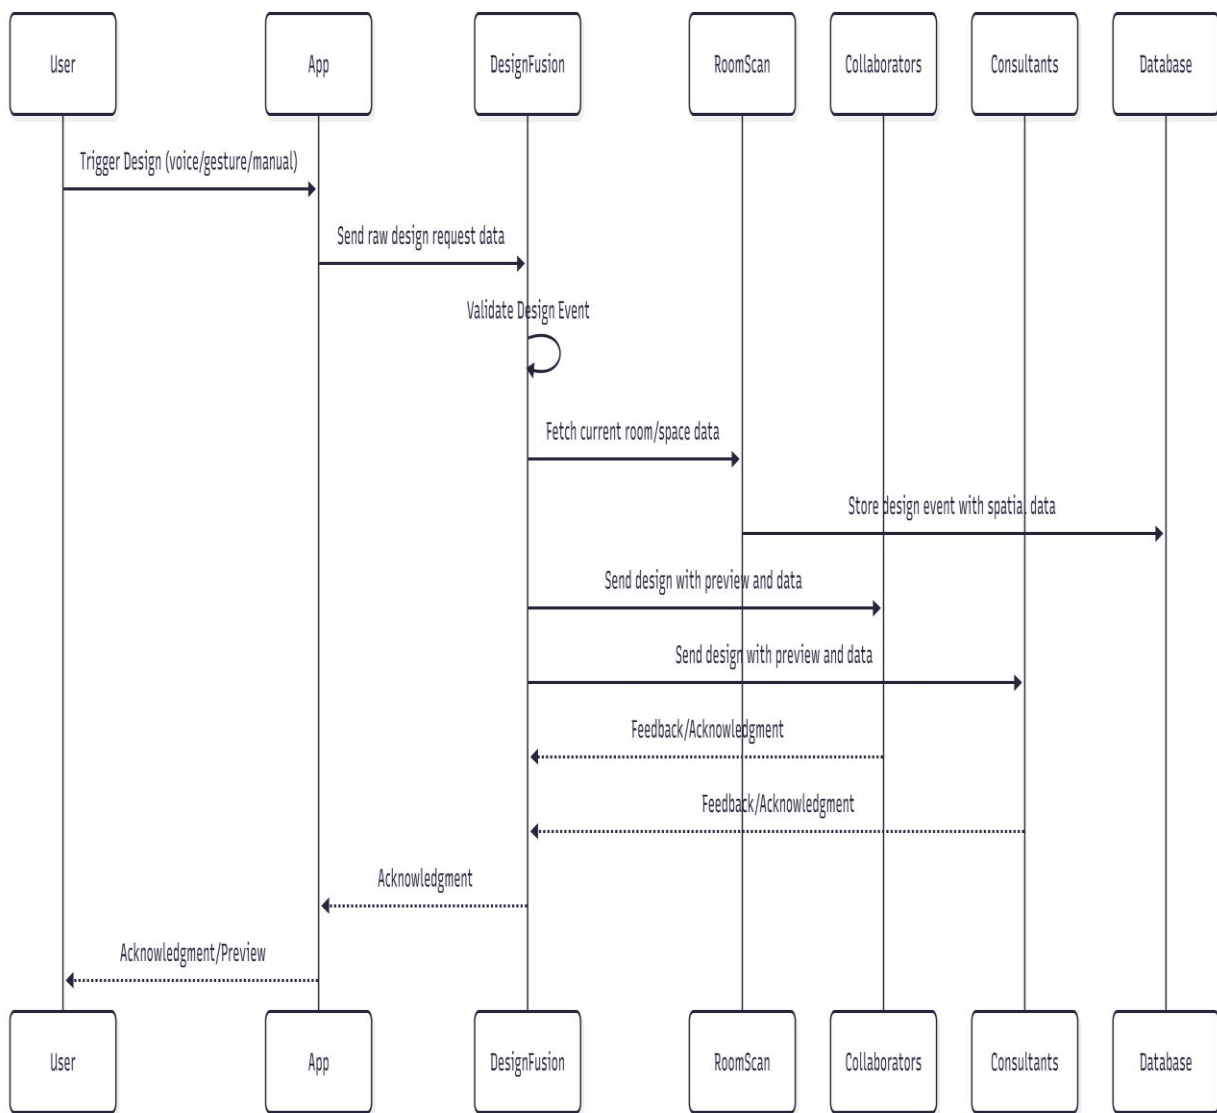 User
App
DesignFusion
RoomScan
Collaborators
Consultants
Database
Trigger Design (voice/gesture/manual)
Send raw design request data
Validate Design Event
Fetch current room/space data
Store design event with spatial data
Send design with preview and data
Send design with preview and data
Feedback/Acknowledgment
Feedback/Acknowledgment
Acknowledgment
Acknowledgment/Preview
User
App
DesignFusion
RoomScan
Collaborators
Consultants
Database